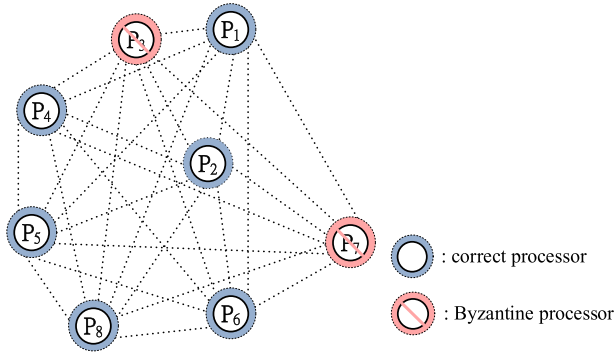 P₃
P₁
P₄
P₂
P₅
P₇
: correct processor
P₆
: Byzantine processor
P₈